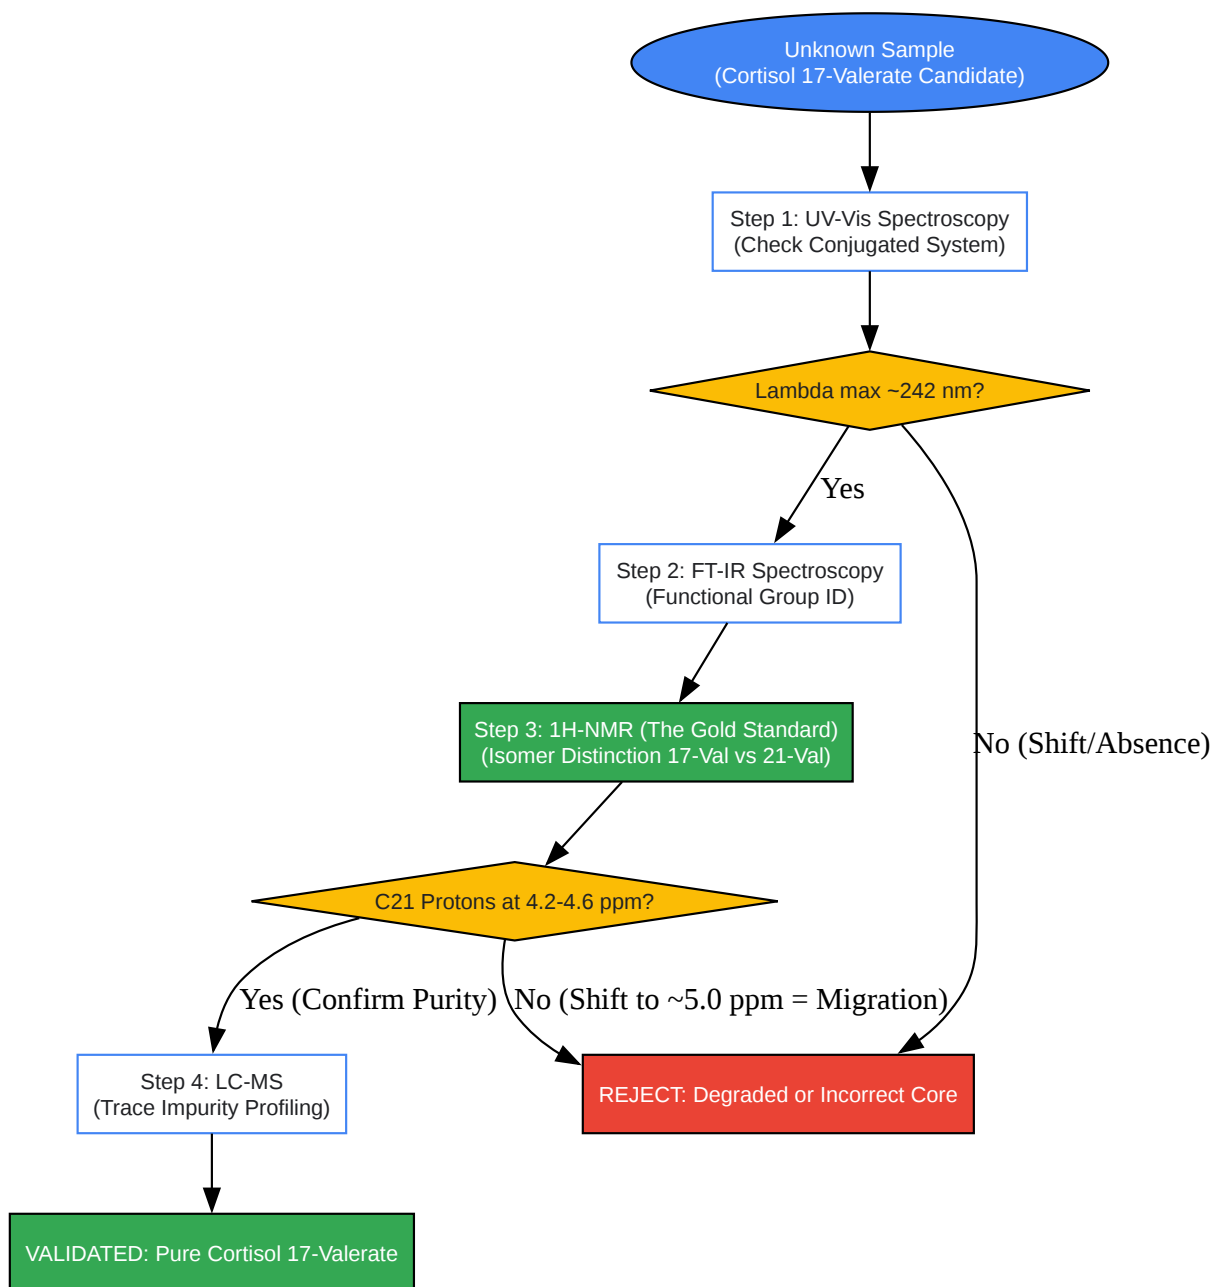 Unknown Sample
(Cortisol 17-Valerate Candidate)
Step 1: UV-Vis Spectroscopy
(Check Conjugated System)
Lambda max ~242 nm?
Yes
Step 2: FT-IR Spectroscopy
(Functional Group ID)
Step 3: 1H-NMR (The Gold Standard)
(Isomer Distinction 17-Val vs 21-Val)
No (Shift/Absence)
C21 Protons at 4.2-4.6 ppm?
Yes (Confirm Purity)
No (Shift to ~5.0 ppm = Migration)
Step 4: LC-MS
(Trace Impurity Profiling)
REJECT: Degraded or Incorrect Core
VALIDATED: Pure Cortisol 17-Valerate